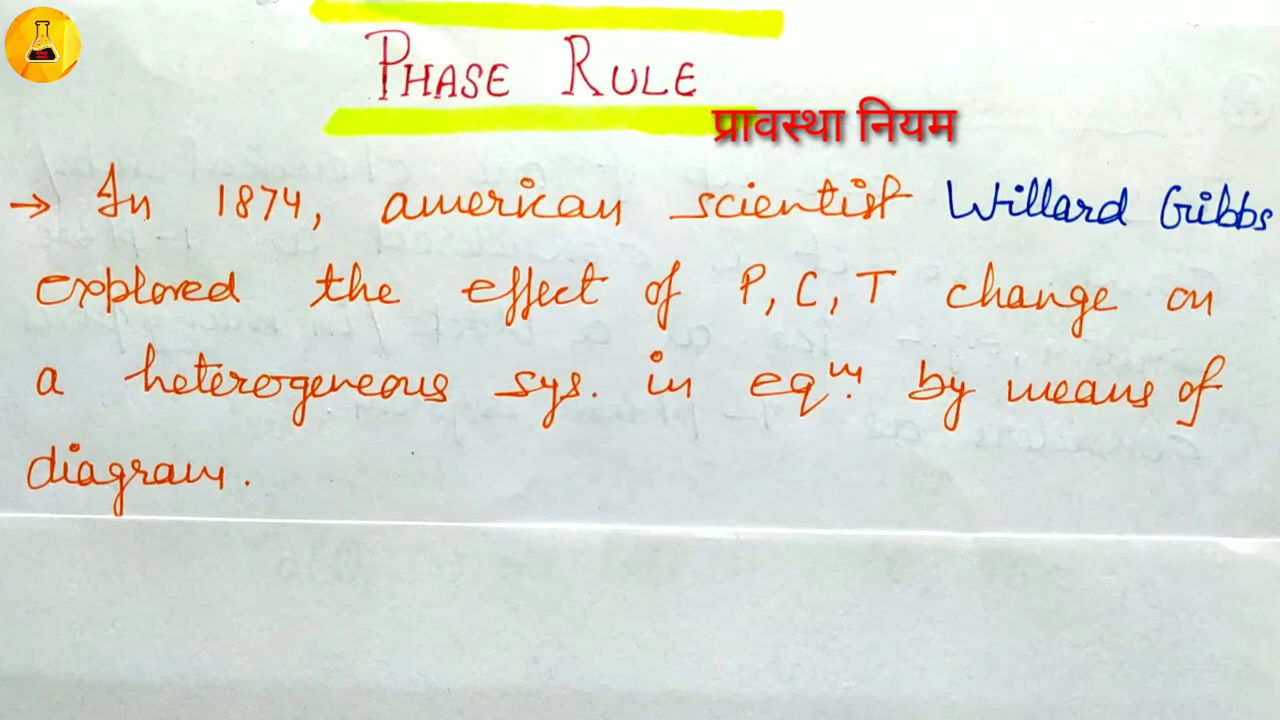 PHASE RULE
प्रावस्था नियम
→ In 1874, american scientist Willard Gibbs
explored the effect of P, C, T change on
a heterogeneous sys. in eqᵐ. by means of
diagram.